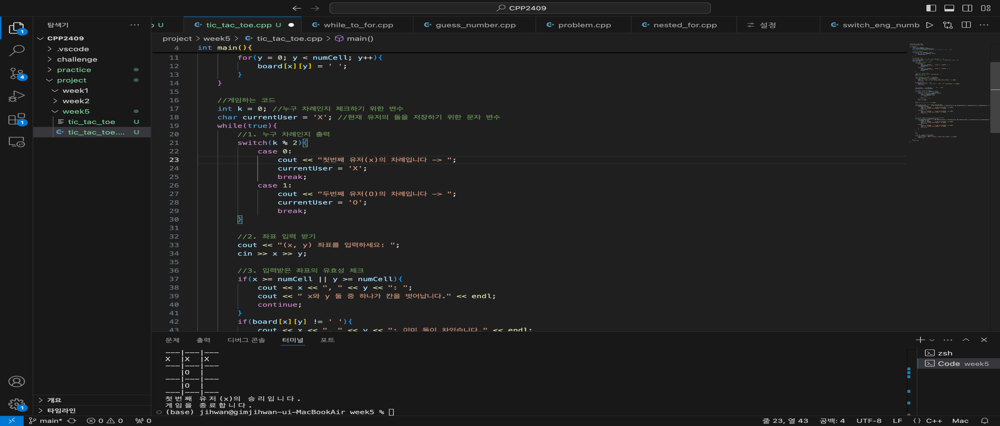 CPP2409
탐색기
CPP2409
.vscode
challenge
practice
project
week1
week2
week5
tic_tac_toe U
tic_tac_toe.... U
개요
타임라인
U tic_tac_toe.cpp U while_to_for.cpp guess_number.cpp problem.cpp nested_for.cpp 설정 switch_eng_numb
project > week5 > tic_tac_toe.cpp > main()
4 int main(){
11 for(y = 0; y < numCell; y++){
12 board[x][y] = ' ';
13 }
14 }
15
16 //게임하는 코드
17 int k = 0; //누구 차례인지 체크하기 위한 변수
18 char currentUser = 'X'; //현재 유저의 돌을 저장하기 위한 문자 변수
19 while(true){
20 //1. 누구 차례인지 출력
21 switch(k % 2){
22 case 0:
23 cout << "첫번째 유저(x)의 차례입니다 -> ";
24 currentUser = 'X';
25 break;
26 case 1:
27 cout << "두번째 유저(O)의 차례입니다 -> ";
28 currentUser = 'O';
29 break;
30 }
31
32 //2. 좌표 입력 받기
33 cout << "(x, y) 좌표를 입력하세요: ";
34 cin >> x >> y;
35
36 //3. 입력받은 좌표의 유효성 체크
37 if(x >= numCell || y >= numCell){
38 cout << x << ", " << y << ": ";
39 cout << " x와 y 둘 중 하나가 칸을 벗어납니다." << endl;
40 continue;
41 }
42 if(board[x][y] != ' '){
43 cout << x << ", " << y << ": 이미 돌이 차있습니다." << endl;
문제 출력 디버그 콘솔 터미널 포트
---|---|---
X |X |X
---|---|---
|O |
---|---|---
|O |
---|---|---
첫번째 유저(x)의 승리입니다.
게임을 종료합니다.
(base) jihwan@gimjihwan-ui-MacBookAir week5 %
zsh
Code week5
main* 0 0 0 줄 23, 열 43 공백: 4 UTF-8 LF {} C++ Mac